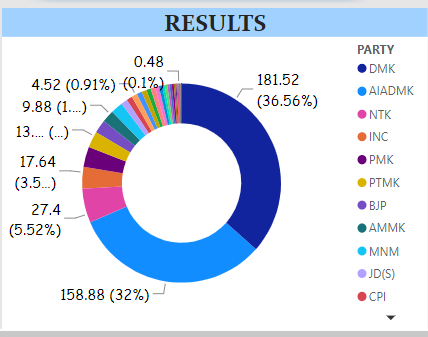 RESULTS
0.48
(0.1%)
4.52 (0.91%)
9.88 (1....)
13.... (...)
17.64
(3.5...)
27.4
(5.52%)
158.88 (32%)
181.52
(36.56%)
PARTY
DMK
AIADMK
NTK
INC
PMK
PTMK
BJP
AMMK
MNM
JD(S)
CPI